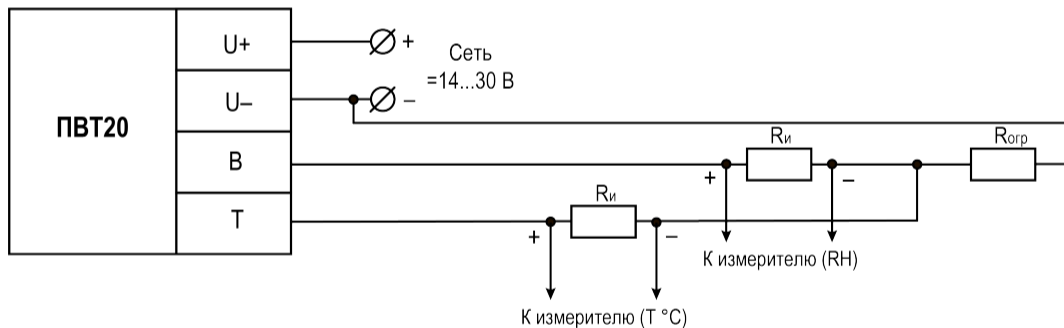 ПВТ20
U+
U–
В
Т
+
–
Сеть
=14...30 В
Rи
Rогр
+
–
К измерителю (RH)
Rи
+
–
К измерителю (T °C)